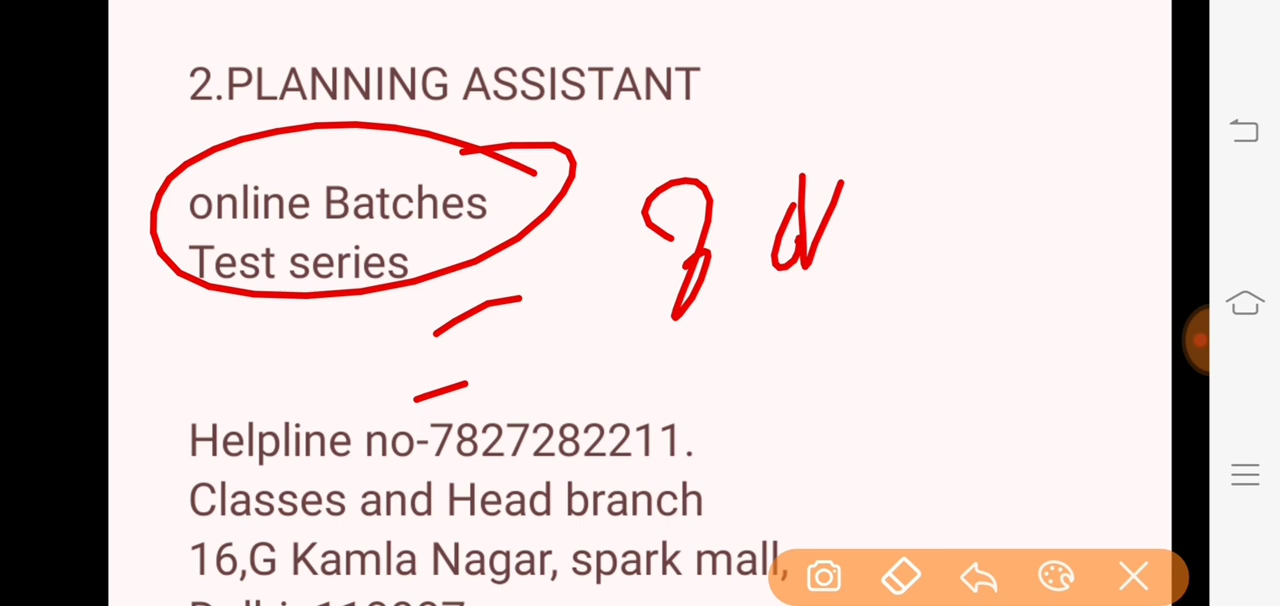 2.PLANNING ASSISTANT
online Batches
Test series
Helpline no-7827282211.
Classes and Head branch
16,G Kamla Nagar, spark mall,